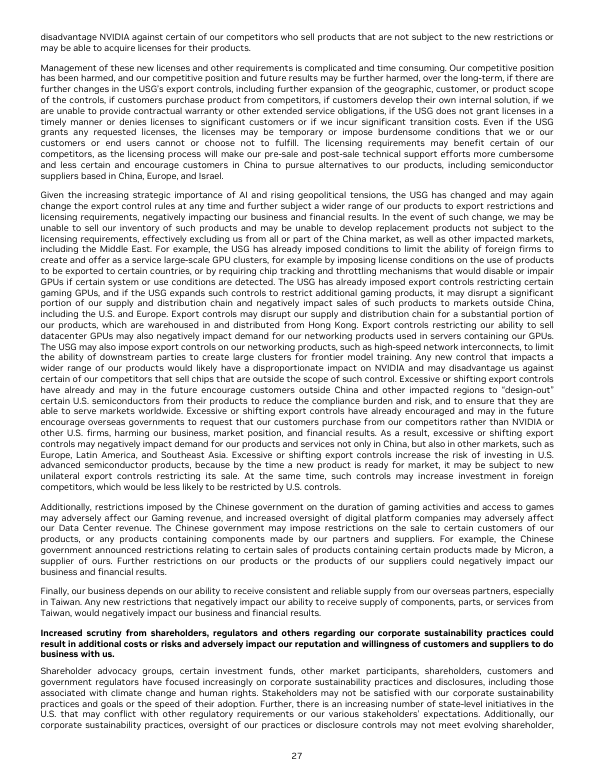 disadvantage NVIDIA against certain of our competitors who sell products that are not subject to the new restrictions or
may be able to acquire licenses for their products.
Management of these new licenses and other requirements is complicated and time consuming. Our competitive position
has been harmed, and our competitive position and future results may be further harmed, over the long-term, if there are
further changes in the USG's export controls, including further expansion of the geographic, customer, or product scope
of the controls, if customers purchase product from competitors, if customers develop their own internal solution, if we
are unable to provide contractual warranty or other extended service obligations, if the USG does not grant licenses in a
timely manner or denies licenses to significant customers or if we incur significant transition costs. Even if the USG
grants any requested licenses, the licenses may be temporary or impose burdensome conditions that we or our
customers or end users cannot or choose not to fulfill. The licensing requirements may benefit certain of our
competitors, as the licensing process will make our pre-sale and post-sale technical support efforts more cumbersome
and less certain and encourage customers in China to pursue alternatives to our products, including semiconductor
suppliers based in China, Europe, and Israel.
Given the increasing strategic importance of AI and rising geopolitical tensions, the USG has changed and may again
change the export control rules at any time and further subject a wider range of our products to export restrictions and
licensing requirements, negatively impacting our business and financial results. In the event of such change, we may be
unable to sell our inventory of such products and may be unable to develop replacement products not subject to the
licensing requirements, effectively excluding us from all or part of the China market, as well as other impacted markets,
including the Middle East. For example, the USG has already imposed conditions to limit the ability of foreign firms to
create and offer as a service large-scale GPU clusters, for example by imposing license conditions on the use of products
to be exported to certain countries, or by requiring chip tracking and throttling mechanisms that would disable or impair
GPUs if certain system or use conditions are detected. The USG has already imposed export controls restricting certain
gaming GPUs, and if the USG expands such controls to restrict additional gaming products, it may disrupt a significant
portion of our supply and distribution chain and negatively impact sales of such products to markets outside China,
including the U.S. and Europe. Export controls may disrupt our supply and distribution chain for a substantial portion of
our products, which are warehoused in and distributed from Hong Kong. Export controls restricting our ability to sell
datacenter GPUs may also negatively impact demand for our networking products used in servers containing our GPUs.
The USG may also impose export controls on our networking products, such as high-speed network interconnects, to limit
the ability of downstream parties to create large clusters for frontier model training. Any new control that impacts a
wider range of our products would likely have a disproportionate impact on NVIDIA and may disadvantage us against
certain of our competitors that sell chips that are outside the scope of such control. Excessive or shifting export controls
have already and may in the future encourage customers outside China and other impacted regions to "design-out"
certain U.S. semiconductors from their products to reduce the compliance burden and risk, and to ensure that they are
able to serve markets worldwide. Excessive or shifting export controls have already encouraged and may in the future
encourage overseas governments to request that our customers purchase from our competitors rather than NVIDIA or
other U.S. firms, harming our business, market position, and financial results. As a result, excessive or shifting export
controls may negatively impact demand for our products and services not only in China, but also in other markets, such as
Europe, Latin America, and Southeast Asia. Excessive or shifting export controls increase the risk of investing in U.S.
advanced semiconductor products, because by the time a new product is ready for market, it may be subject to new
unilateral export controls restricting its sale. At the same time, such controls may increase investment in foreign
competitors, which would be less likely to be restricted by U.S. controls.
Additionally, restrictions imposed by the Chinese government on the duration of gaming activities and access to games
may adversely affect our Gaming revenue, and increased oversight of digital platform companies may adversely affect
our Data Center revenue. The Chinese government may impose restrictions on the sale to certain customers of our
products, or any products containing components made by our partners and suppliers. For example, the Chinese
government announced restrictions relating to certain sales of products containing certain products made by Micron, a
supplier of ours. Further restrictions on our products or the products of our suppliers could negatively impact our
business and financial results.
Finally, our business depends on our ability to receive consistent and reliable supply from our overseas partners, especially
in Taiwan. Any new restrictions that negatively impact our ability to receive supply of components, parts, or services from
Taiwan, would negatively impact our business and financial results.
Increased scrutiny from shareholders, regulators and others regarding our corporate sustainability practices could
result in additional costs or risks and adversely impact our reputation and willingness of customers and suppliers to do
business with us.
Shareholder advocacy groups, certain investment funds, other market participants, shareholders, customers and
government regulators have focused increasingly on corporate sustainability practices and disclosures, including those
associated with climate change and human rights. Stakeholders may not be satisfied with our corporate sustainability
practices and goals or the speed of their adoption. Further, there is an increasing number of state-level initiatives in the
U.S. that may conflict with other regulatory requirements or our various stakeholders' expectations. Additionally, our
corporate sustainability practices, oversight of our practices or disclosure controls may not meet evolving shareholder,
27